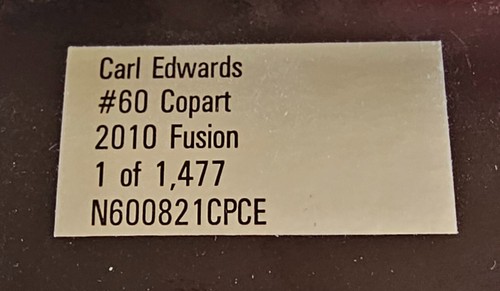 Carl Edwards
#60 Copart
2010 Fusion
1 of 1,477
N600821CPCE